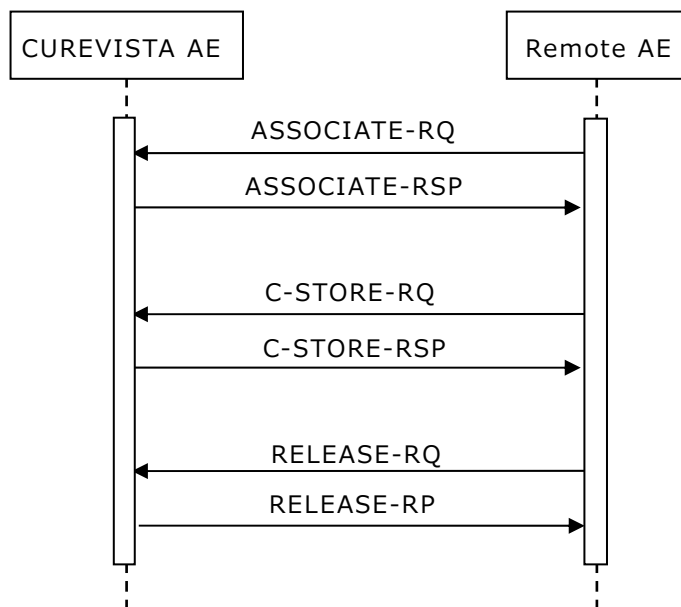 CUREVISTA AE
Remote AE
ASSOCIATE-RQ
ASSOCIATE-RSP
C-STORE-RQ
C-STORE-RSP
RELEASE-RQ
RELEASE-RP